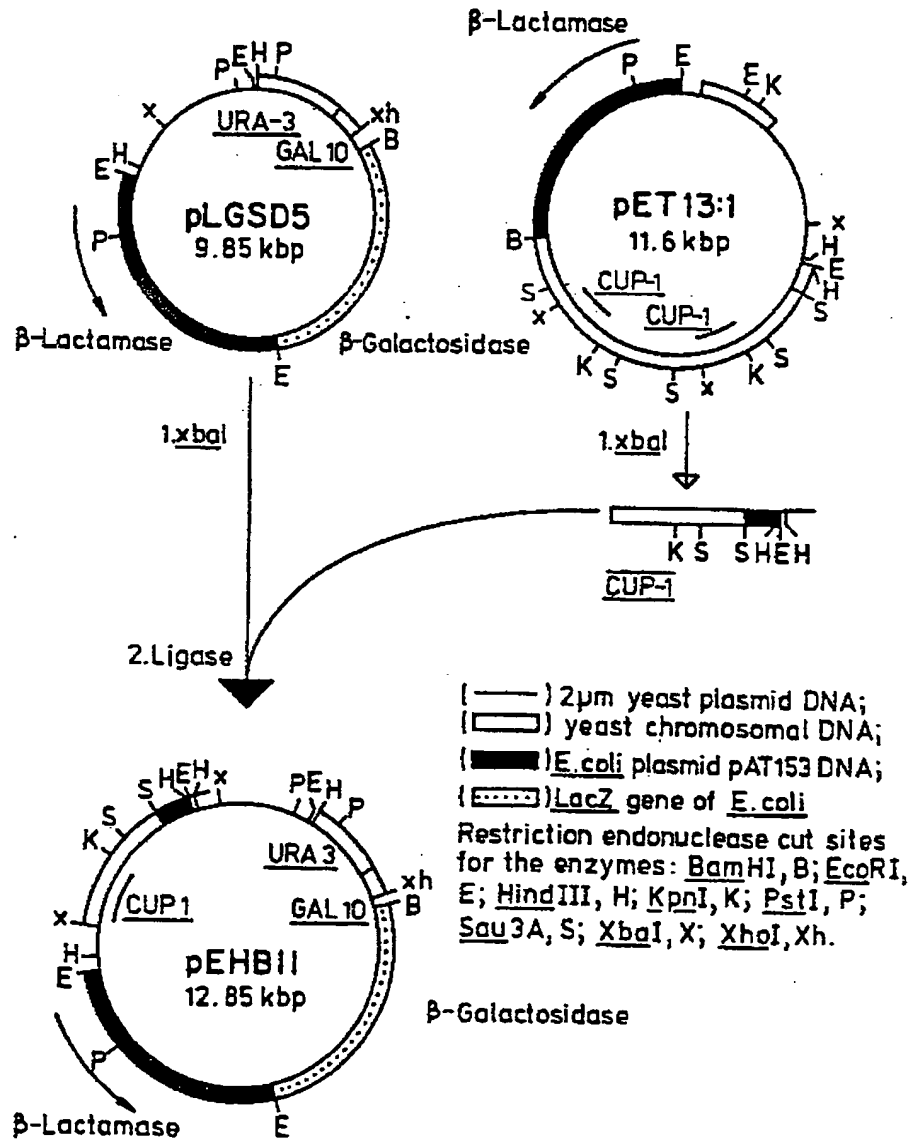 β-Lactamase
P
E
H
P
x
URA-3
xh
B
GAL 10
H
E
P
pLGSD5
9.85 kbp
β-Lactamase
β-Galactosidase
E
P
E
E
K
pET13:1
11.6 kbp
B
x
H
E
H
S
S
x
CUP-1
CUP-1
K
S
S
x
K
S
1.xbaI
1.xbaI
K S S H E H
CUP-1
2.Ligase
(———) 2µm yeast plasmid DNA;
( ) yeast chromosomal DNA;
( ) E.coli plasmid pAT153 DNA;
( ) LacZ gene of E.coli
Restriction endonuclease cut sites
for the enzymes: BamHI, B; EcoRI,
E; HindIII, H; KpnI, K; PstI, P;
Sau3A, S; XbaI, X; XhoI, Xh.
H
E
H
x
P
E
H
P
S
S
K
URA 3
xh
B
CUP 1
GAL 10
x
H
E
pEHBII
12.85 kbp
P
β-Galactosidase
β-Lactamase
E